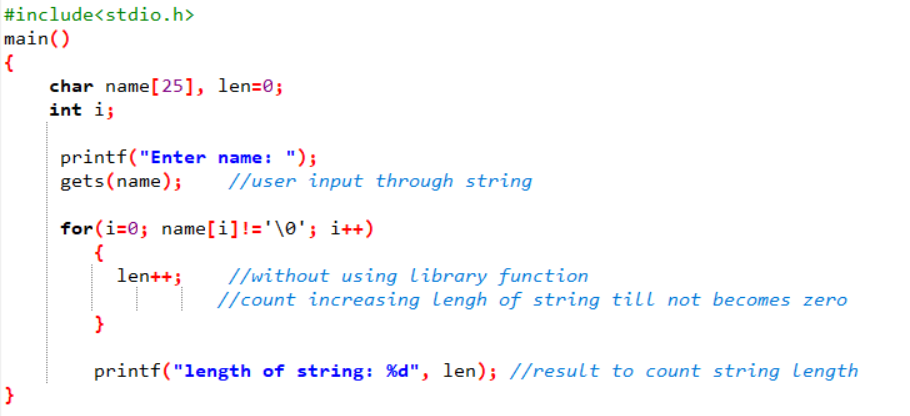 #include<stdio.h>
main()
{
char name[25], len=0;
int i;
printf("Enter name: ");
gets(name); //user input through string
for(i=0; name[i]!='\0'; i++)
{
len++; //without using library function
//count increasing lengh of string till not becomes zero
}
printf("length of string: %d", len); //result to count string length
}